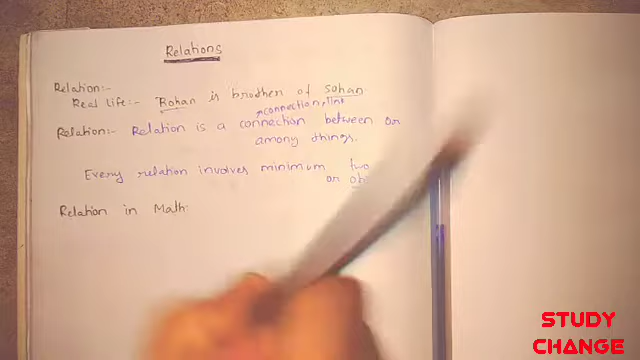 Relations
Relation:-
Real life:- Rohan is brother of sohan
connection, link
Relation:- Relation is a connection between or
among things.
Every relation involves minimum two
or
Relation in Math:
STUDY
CHANGE